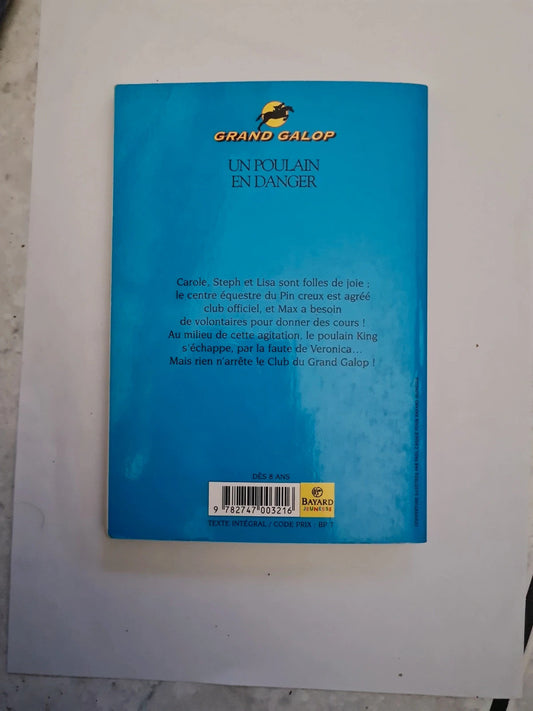 GRAND GALOP
UN POULAIN
EN DANGER
Carole, Steph et Lisa sont folles de joie :
le centre équestre du Pin creux est agréé
club officiel, et Max a besoin
de volontaires pour donner des cours !
Au milieu de cette agitation, le poulain King
s'échappe, par la faute de Veronica...
Mais rien n'arrête le Club du Grand Galop !
DÈS 8 ANS
9 782747 003216
BAYARD
JEUNESSE
TEXTE INTÉGRAL / CODE PRIX : BP 7